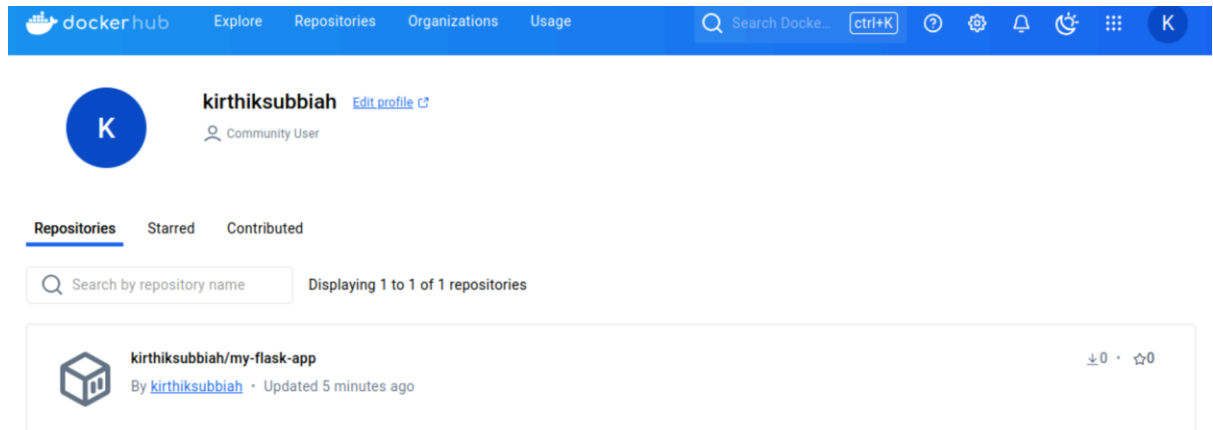 dockerhub Explore Repositories Organizations Usage Search Docke... ctrl+K K
K
kirthiksubbiah Edit profile
Community User
Repositories Starred Contributed
Search by repository name Displaying 1 to 1 of 1 repositories
kirthiksubbiah/my-flask-app 0 · 0
By kirthiksubbiah · Updated 5 minutes ago